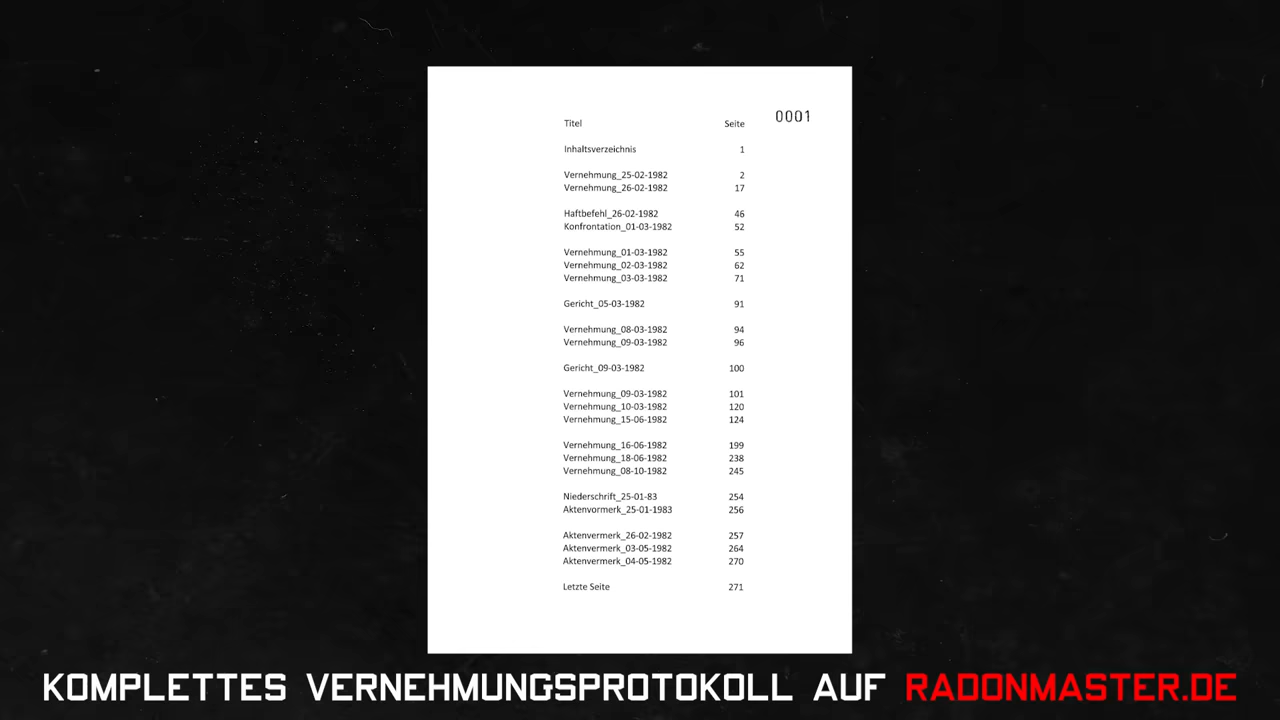 0001
Titel Seite
Inhaltsverzeichnis 1
Vernehmung_25-02-1982 2
Vernehmung_26-02-1982 17
Haftbefehl_26-02-1982 46
Konfrontation_01-03-1982 52
Vernehmung_01-03-1982 55
Vernehmung_02-03-1982 62
Vernehmung_03-03-1982 71
Gericht_05-03-1982 91
Vernehmung_08-03-1982 94
Vernehmung_09-03-1982 96
Gericht_09-03-1982 100
Vernehmung_09-03-1982 101
Vernehmung_10-03-1982 120
Vernehmung_15-06-1982 124
Vernehmung_16-06-1982 199
Vernehmung_18-06-1982 238
Vernehmung_08-10-1982 245
Niederschrift_25-01-83 254
Aktenvormerk_25-01-1983 256
Aktenvermerk_26-02-1982 257
Aktenvermerk_03-05-1982 264
Aktenvermerk_04-05-1982 270
Letzte Seite 271
KOMPLETTES VERNEHMUNGSPROTOKOLL AUF RADONMASTER.DE